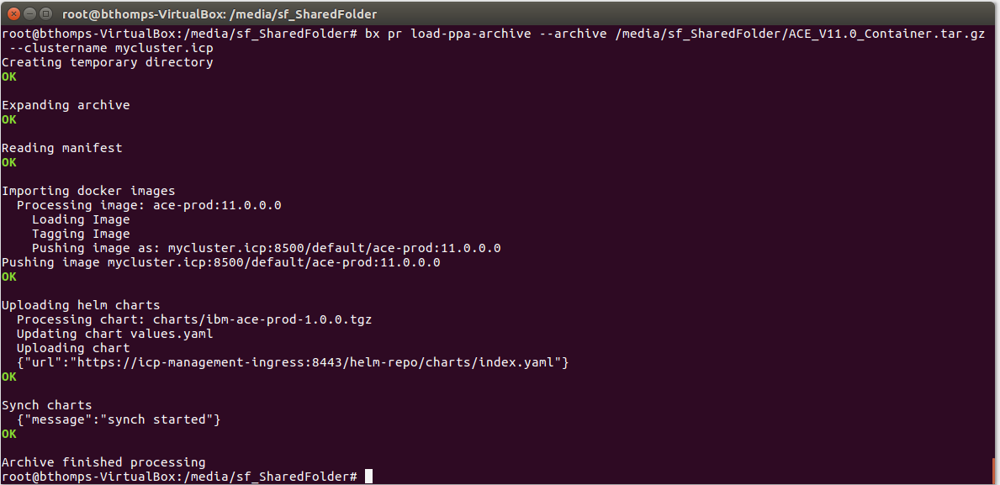 root@bthomps-VirtualBox: /media/sf_SharedFolder
root@bthomps-VirtualBox:/media/sf_SharedFolder# bx pr load-ppa-archive --archive /media/sf_SharedFolder/ACE_V11.0_Container.tar.gz
--clustername mycluster.icp
Creating temporary directory
OK
Expanding archive
OK
Reading manifest
OK
Importing docker images
Processing image: ace-prod:11.0.0.0
Loading Image
Tagging Image
Pushing image as: mycluster.icp:8500/default/ace-prod:11.0.0.0
Pushing image mycluster.icp:8500/default/ace-prod:11.0.0.0
OK
Uploading helm charts
Processing chart: charts/ibm-ace-prod-1.0.0.tgz
Updating chart values.yaml
Uploading chart
{"url":"https://icp-management-ingress:8443/helm-repo/charts/index.yaml"}
OK
Synch charts
{"message":"synch started"}
OK
Archive finished processing
root@bthomps-VirtualBox:/media/sf_SharedFolder#